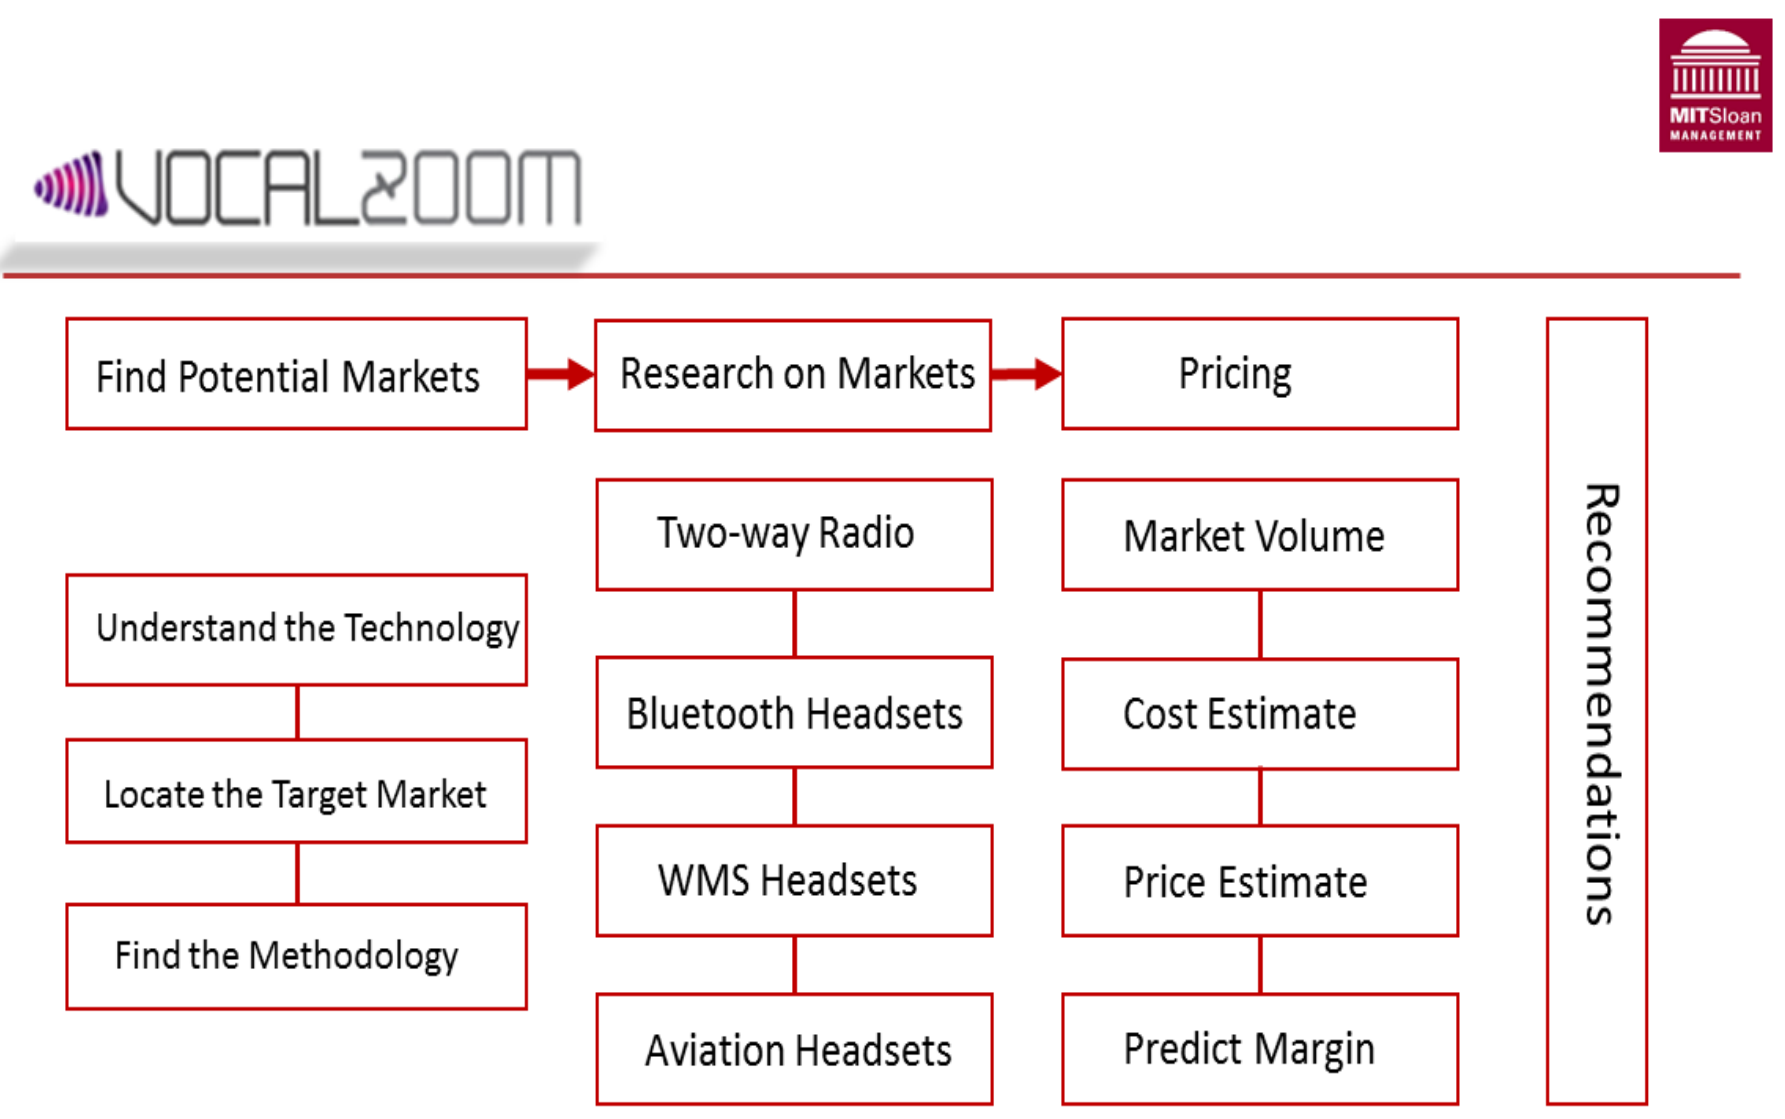 MITSloan
MANAGEMENT
VOCALZOOM
Find Potential Markets
Research on Markets
Pricing
Understand the Technology
Locate the Target Market
Find the Methodology
Two-way Radio
Bluetooth Headsets
WMS Headsets
Aviation Headsets
Market Volume
Cost Estimate
Price Estimate
Predict Margin
Recommendations